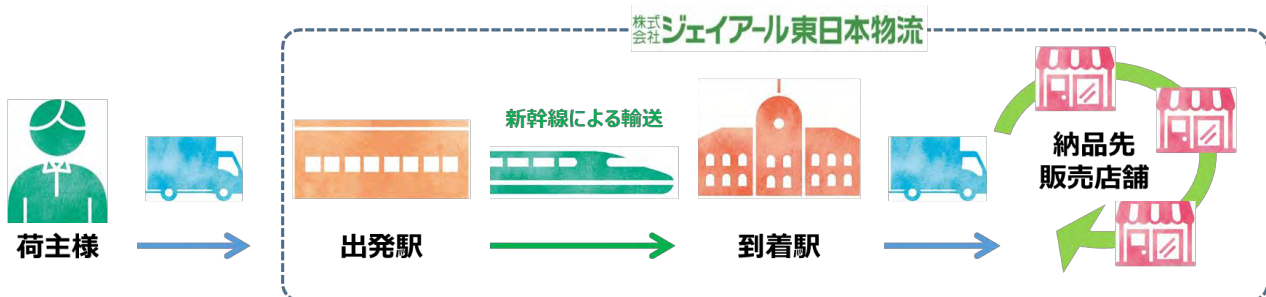 株式会社ジェイアール東日本物流
新幹線による輸送
納品先
販売店舗
荷主様
出発駅
到着駅